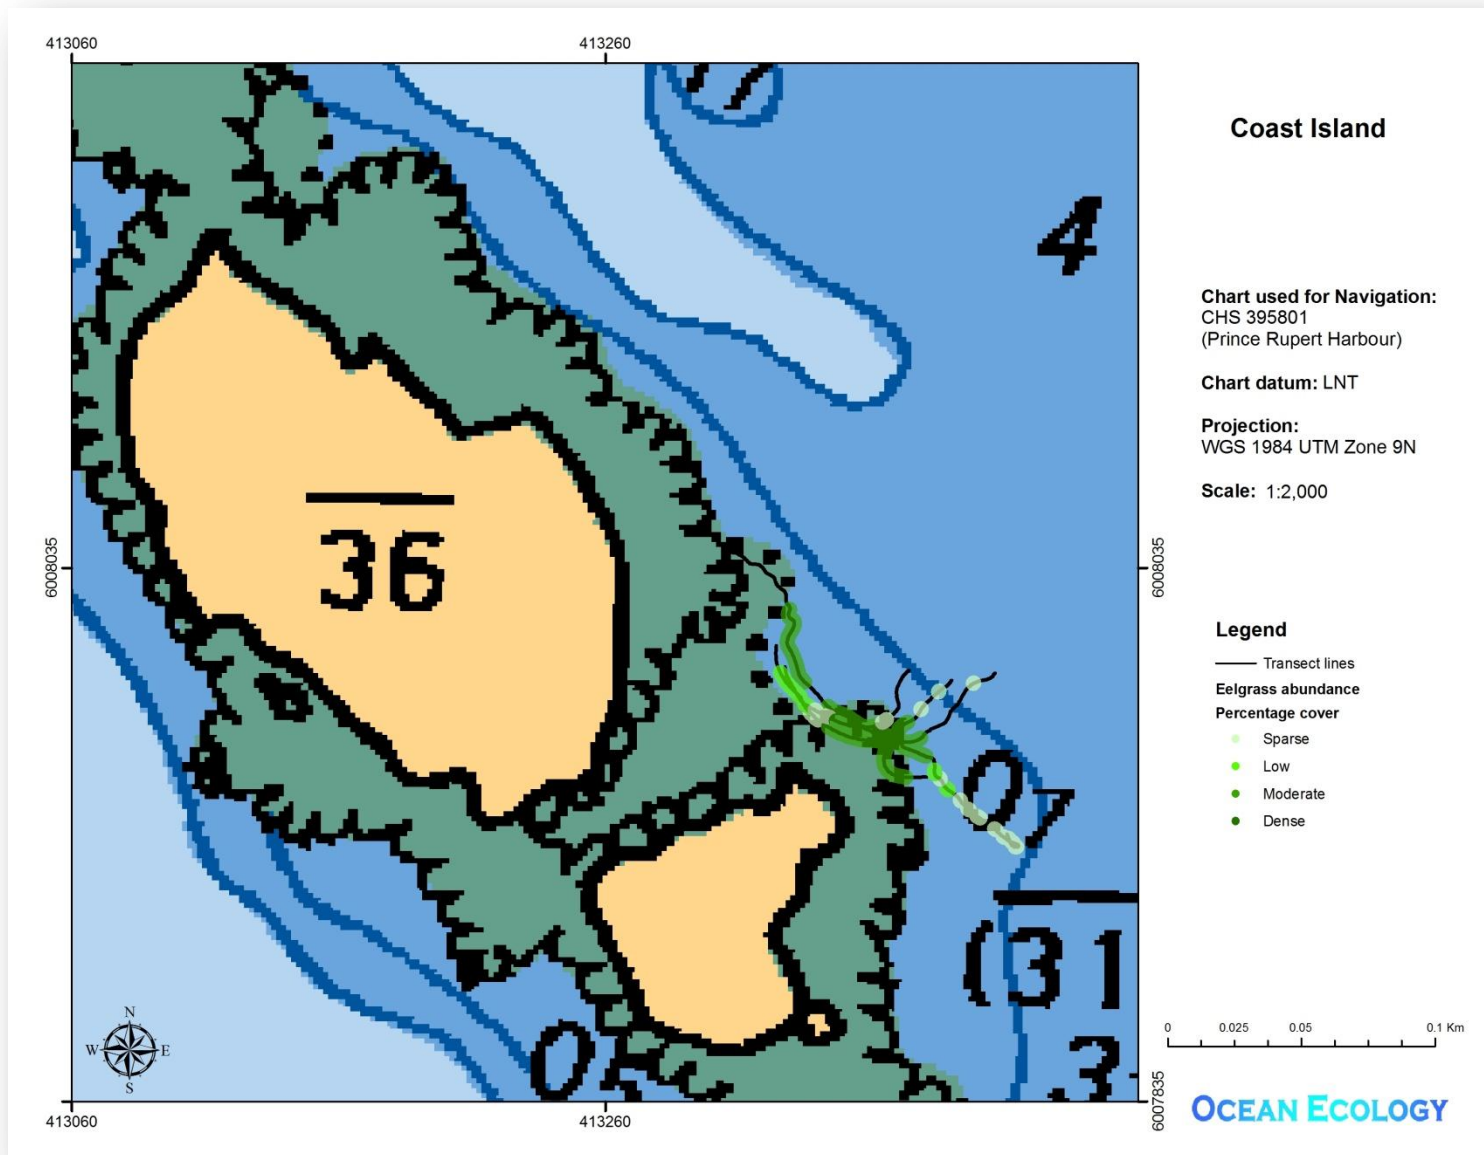 413060
413260
Coast Island
4
Chart used for Navigation:
CHS 395801
(Prince Rupert Harbour)
Chart datum: LNT
Projection:
WGS 1984 UTM Zone 9N
Scale: 1:2,000
36
6008035
6008035
Legend
Transect lines
Eelgrass abundance
Percentage cover
Sparse
Low
Moderate
Dense
07
(31
3
0
N
W E
S
0 0.025 0.05 0.1 Km
6007835
413060
413260
OCEAN ECOLOGY